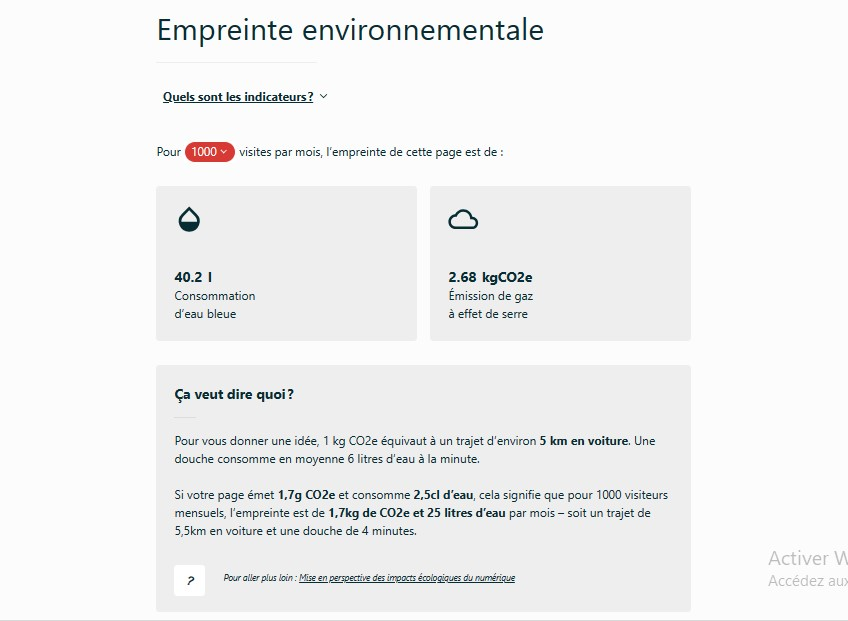 Empreinte environnementale
Quels sont les indicateurs ?
Pour 1000 visites par mois, l’empreinte de cette page est de :
40.2 l
Consommation
d’eau bleue
2.68 kgCO2e
Émission de gaz
à effet de serre
Ça veut dire quoi ?
Pour vous donner une idée, 1 kg CO2e équivaut à un trajet d’environ 5 km en voiture. Une
douche consomme en moyenne 6 litres d’eau à la minute.
Si votre page émet 1,7g CO2e et consomme 2,5cl d’eau, cela signifie que pour 1000 visiteurs
mensuels, l’empreinte est de 1,7kg de CO2e et 25 litres d’eau par mois – soit un trajet de
5,5km en voiture et une douche de 4 minutes.
?
Pour aller plus loin : Mise en perspective des impacts écologiques du numérique
Activer W
Accédez aux